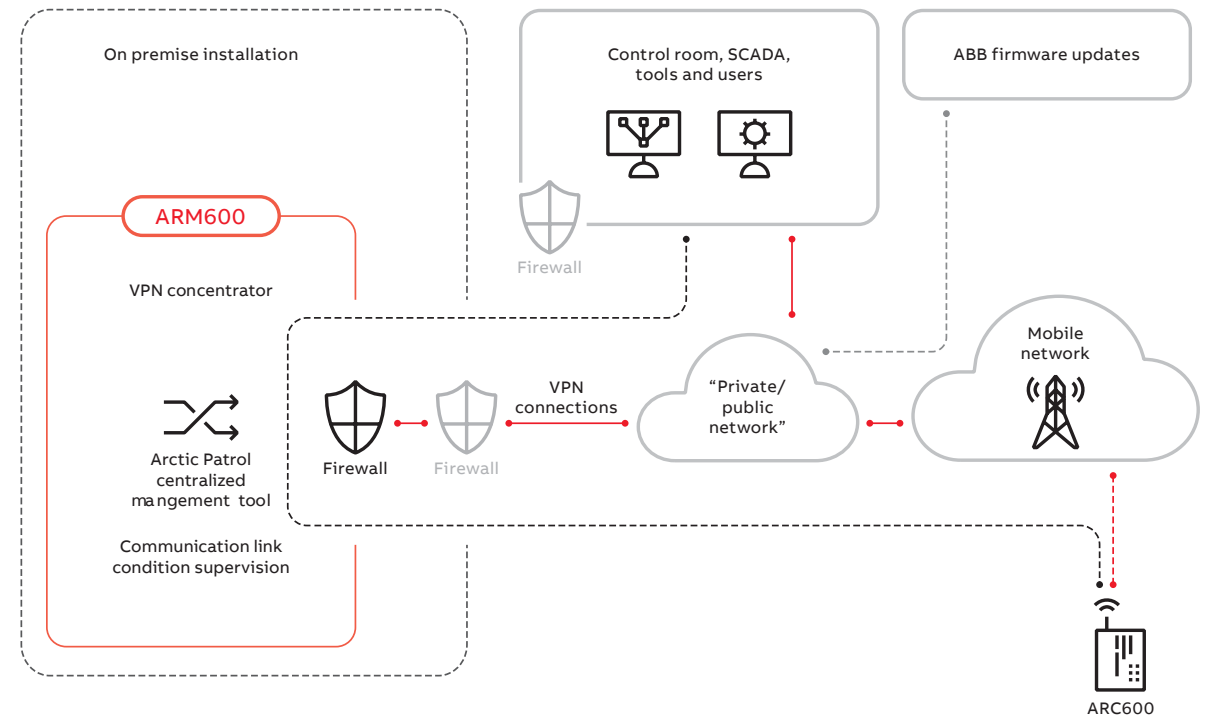 On premise installation
Control room, SCADA,
tools and users
ABB firmware updates
ARM600
Firewall
VPN concentrator
Mobile
network
VPN
connections
“Private/
public
network”
Arctic Patrol
centralized
mangement tool
Firewall
Firewall
Communication link
condition supervision
ARC600